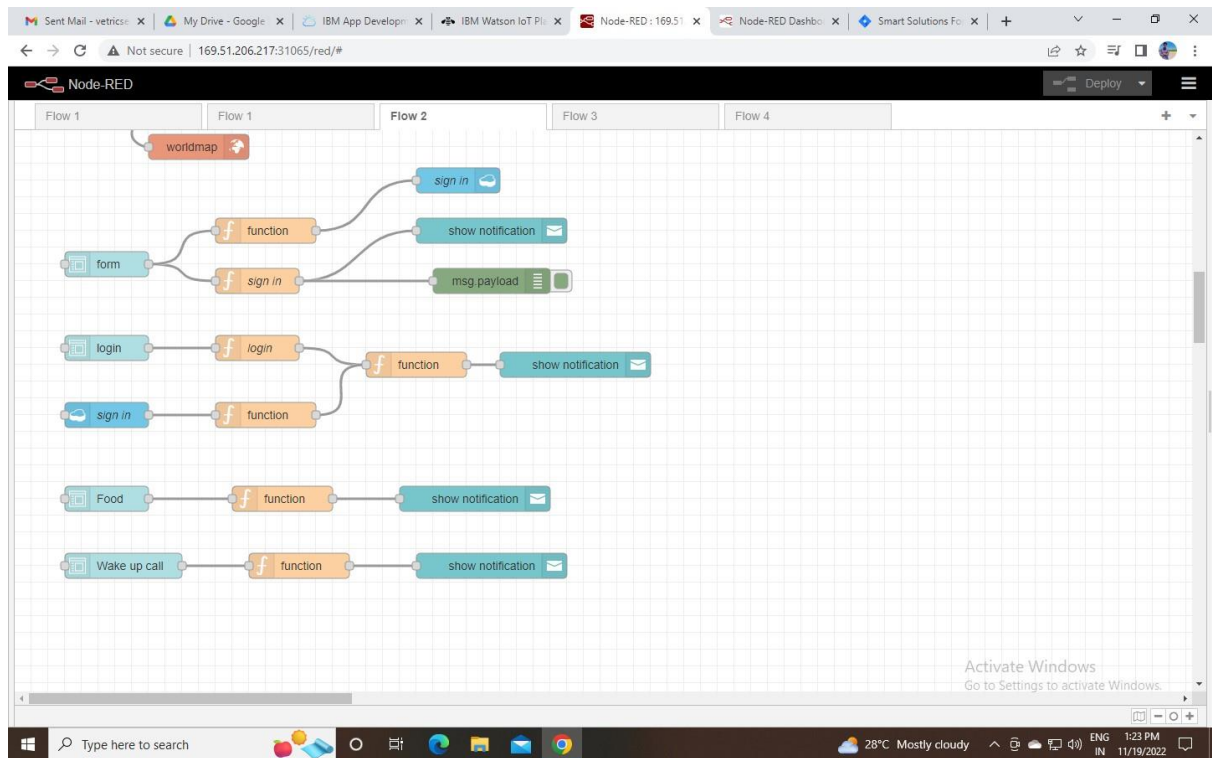 Sent Mail - vetricse
My Drive - Google
IBM App Developm
IBM Watson IoT Pla
Node-RED : 169.51
Node-RED Dashbo
Smart Solutions Fo
Not secure | 169.51.206.217:31065/red/#
Node-RED
Deploy
Flow 1
Flow 1
Flow 2
Flow 3
Flow 4
worldmap
sign in
function
show notification
form
sign in
msg.payload
login
login
function
show notification
sign in
function
Food
function
show notification
Wake up call
function
show notification
Activate Windows
Go to Settings to activate Windows.
Type here to search
28°C Mostly cloudy
ENG
IN
1:23 PM
11/19/2022